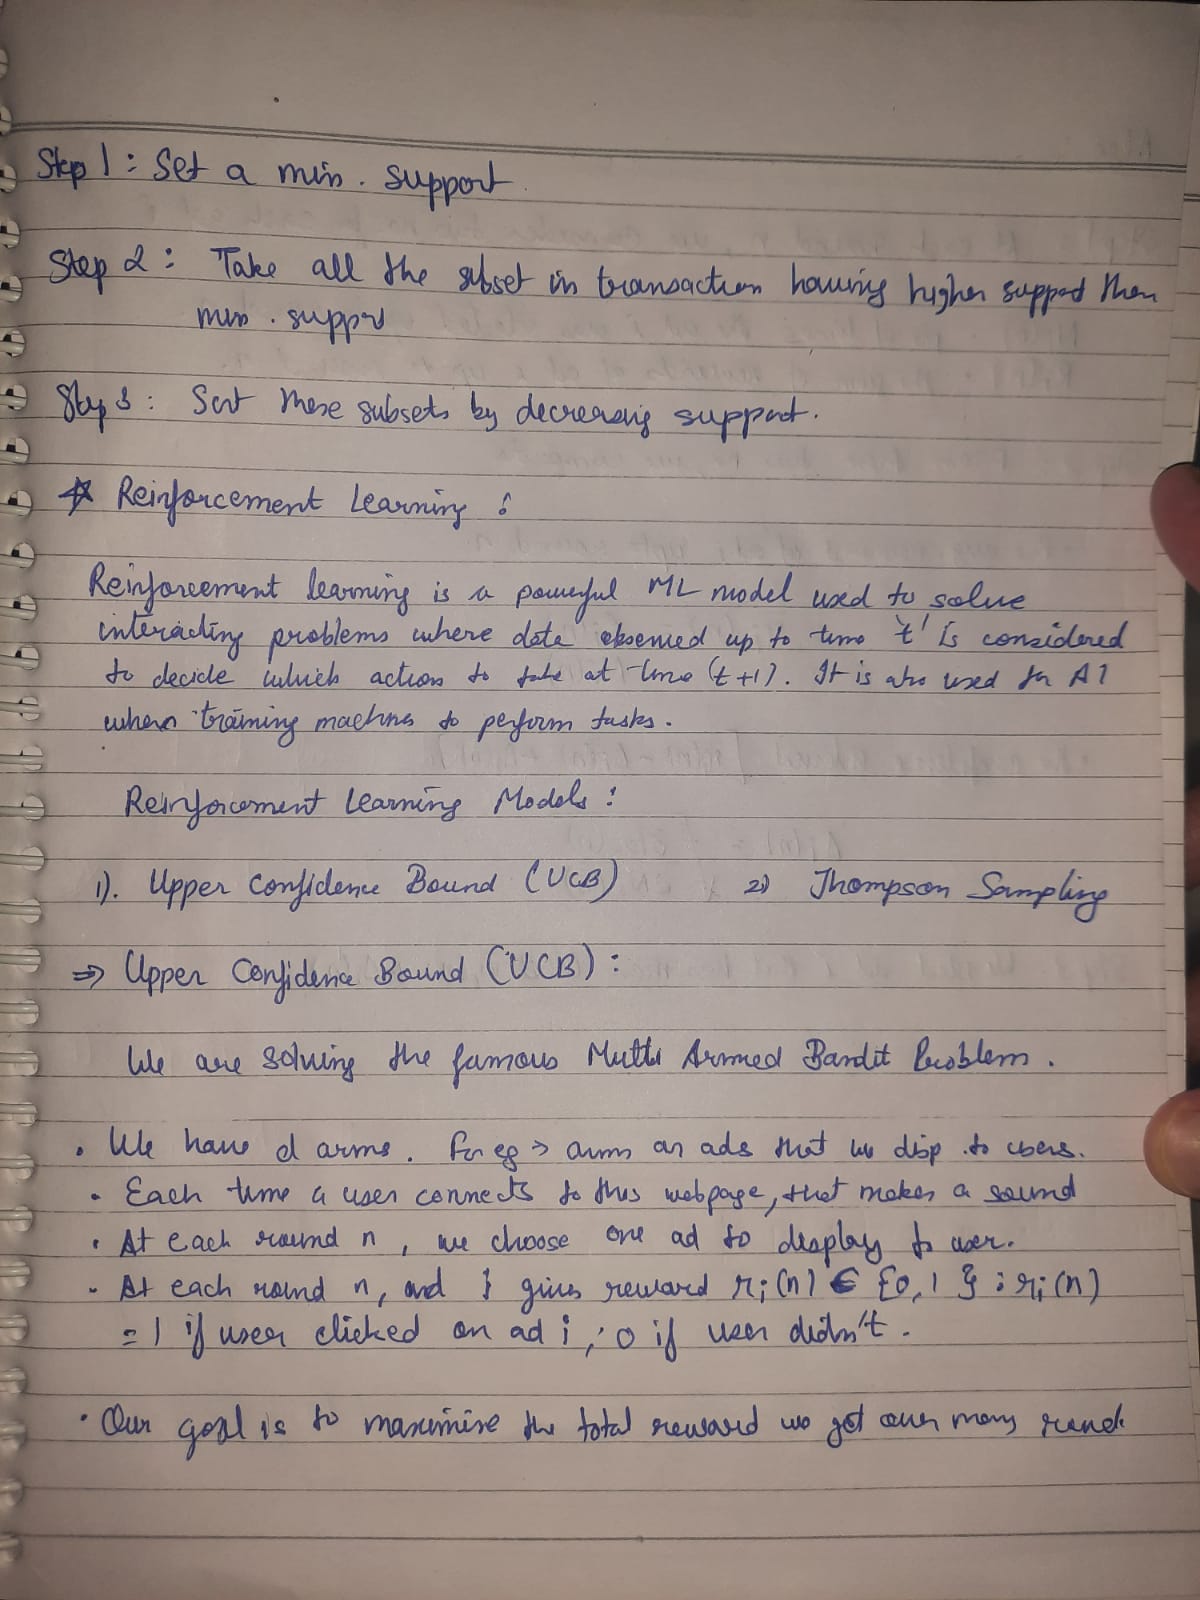 Step 1 : Set a min. support
Step 2 : Take all the subset in transaction having higher support then
min. support
Step 3 : Sort these subsets by decreasing support.
☆ Reinforcement Learning :
Reinforcement learning is a powerful ML model used to solve
interacting problems where data observed up to time 't' is considered
to decide which action to take at time (t+1). It is also used for AI
when training machines to perform tasks.
Reinforcement Learning Models :
1). Upper Confidence Bound (UCB) 2) Thompson Sampling
⇒ Upper Confidence Bound (UCB) :
We are solving the famous Multi Armed Bandit Problem.
• We have d arms. For eg → arms are ads that we disp to users.
• Each time a user connects to this webpage, that makes a sound
• At each round n, we choose one ad to display to user.
• At each round n, ad i gives reward ri(n) ∈ {0,1} : ri(n)
= 1 if user clicked on ad i, : 0 if user didn't.
• Our goal is to maximise the total reward we get over many round